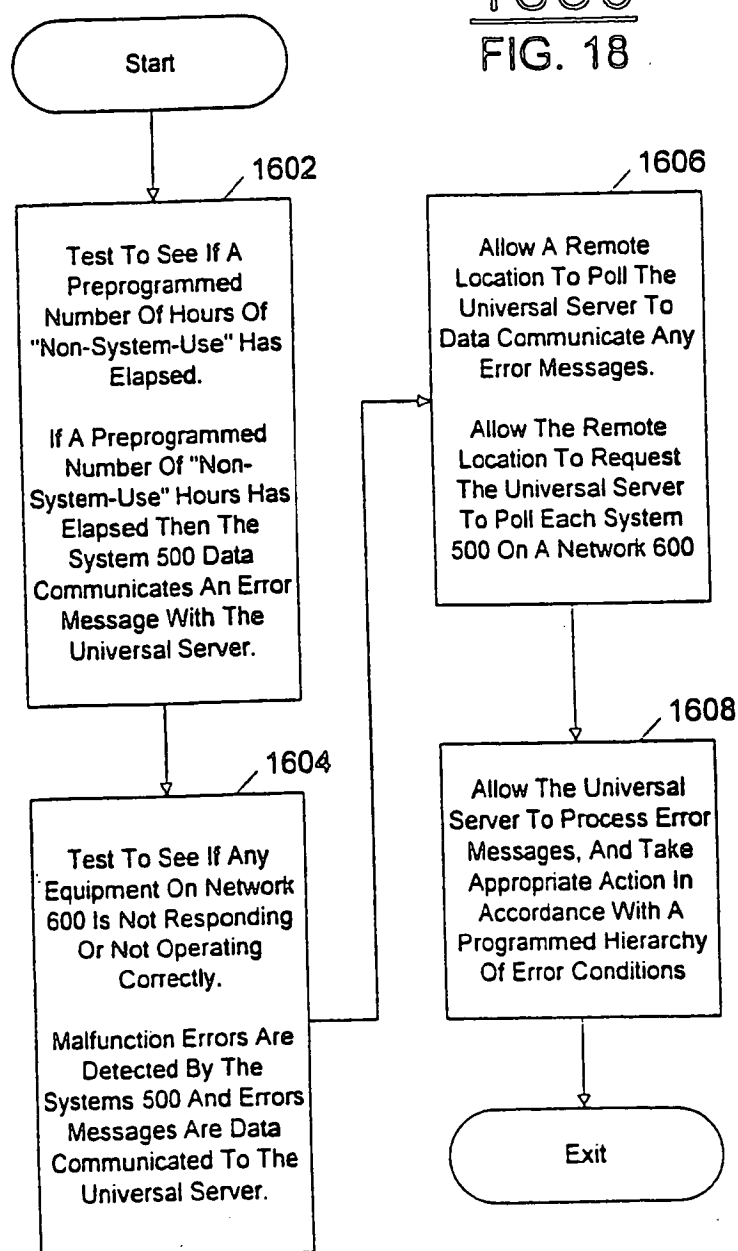 FIG. 18
Start
1602
Test To See If A
Preprogrammed
Number Of Hours Of
"Non-System-Use" Has
Elapsed.
If A Preprogrammed
Number Of "Non-
System-Use" Hours Has
Elapsed Then The
System 500 Data
Communicates An Error
Message With The
Universal Server.
1604
Test To See If Any
Equipment On Network
600 Is Not Responding
Or Not Operating
Correctly.
Malfunction Errors Are
Detected By The
Systems 500 And Errors
Messages Are Data
Communicated To The
Universal Server.
1606
Allow A Remote
Location To Poll The
Universal Server To
Data Communicate Any
Error Messages.
Allow The Remote
Location To Request
The Universal Server
To Poll Each System
500 On A Network 600
1608
Allow The Universal
Server To Process Error
Messages, And Take
Appropriate Action In
Accordance With A
Programmed Hierarchy
Of Error Conditions
Exit